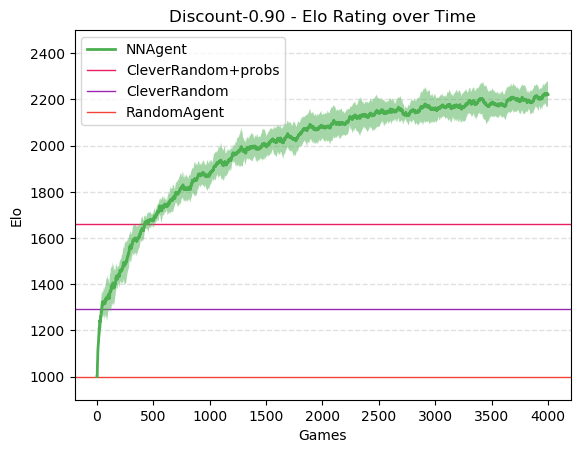 Discount-0.90 - Elo Rating over Time
NNAgent
CleverRandom+probs
CleverRandom
RandomAgent
2400
2200
2000
1800
1600
1400
1200
1000
Elo
0
500
1000
1500
2000
2500
3000
3500
4000
Games